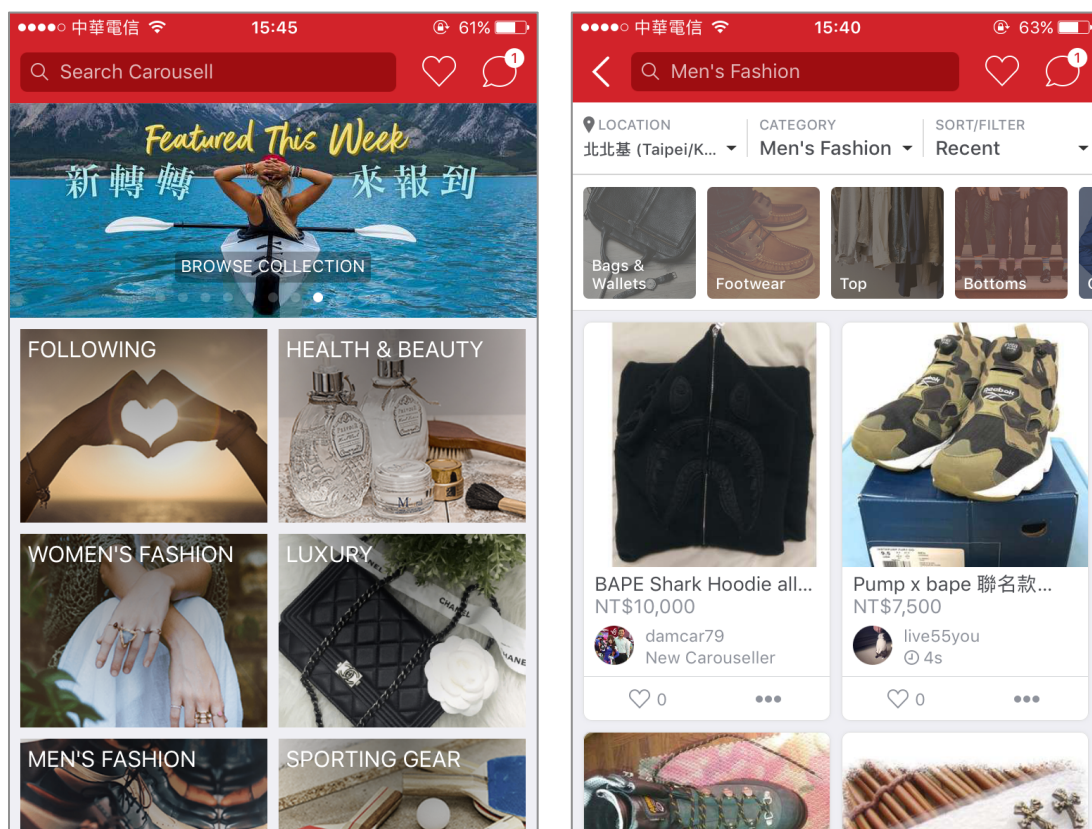 中華電信
15:45
61%
Search Carousell
1
Featured This Week
新轉轉 來報到
BROWSE COLLECTION
FOLLOWING
HEALTH & BEAUTY
M
WOMEN'S FASHION
LUXURY
CHANEL
MEN'S FASHION
SPORTING GEAR
中華電信
15:40
63%
Men's Fashion
1
LOCATION
北北基 (Taipei/K...
CATEGORY
Men's Fashion
SORT/FILTER
Recent
Bags &
Wallets
Footwear
Top
Bottoms
Reebok
BAPE Shark Hoodie all...
NT$10,000
damcar79
New Carouseller
0
Pump x bape 聯名款...
NT$7,500
live55you
4s
0